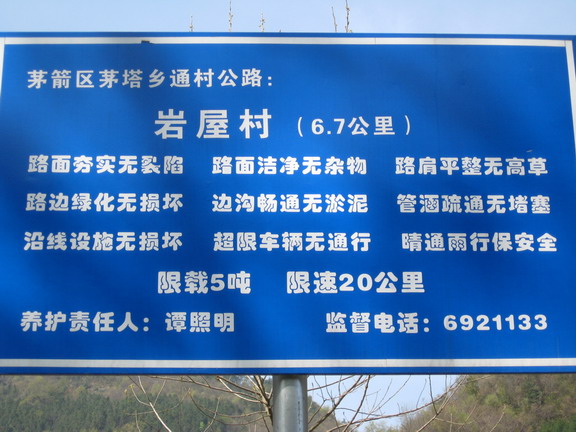 茅箭区茅塔乡通村公路：
岩屋村（6.7公里）
路面夯实无裂陷 路面洁净无杂物 路肩平整无高草
路边绿化无损坏 边沟畅通无淤泥 管涵疏通无堵塞
沿线设施无损坏 超限车辆无通行 晴通雨行保安全
限载5吨 限速20公里
养护责任人：谭照明 监督电话：6921133